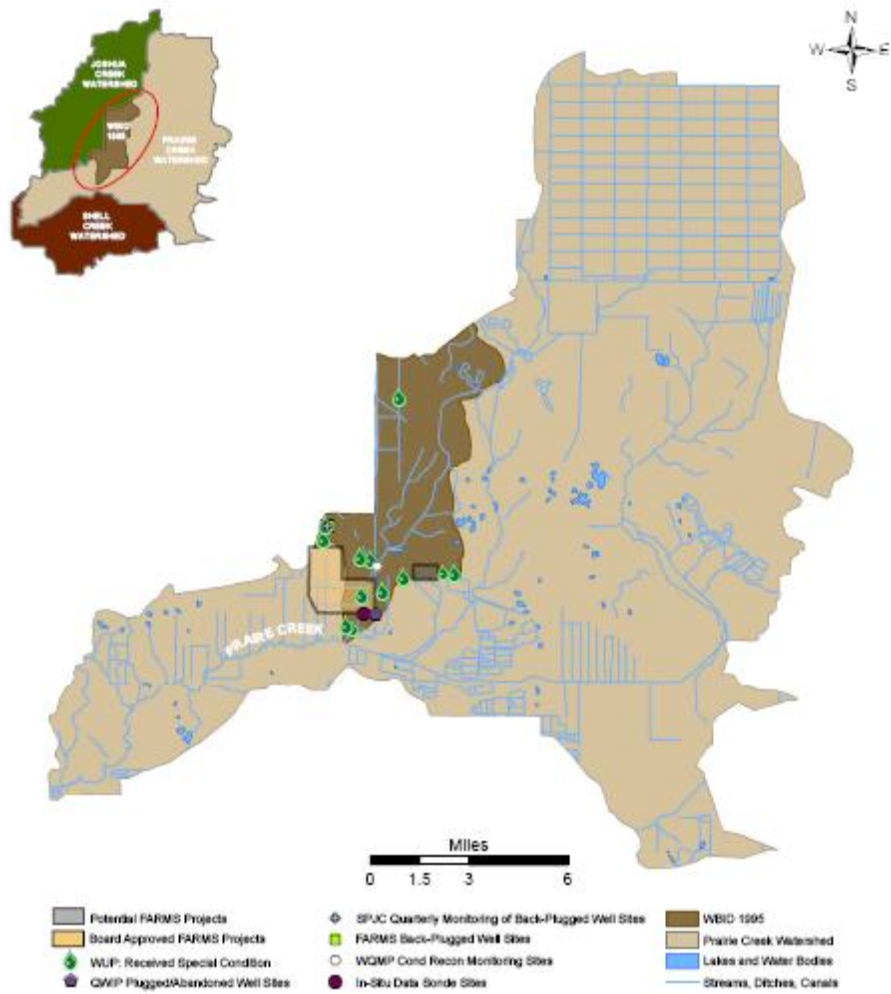 JOSHUA
CREEK
WATERSHED
WBID
1995
PRAIRIE
CREEK
WATERSHED
SHELL
CREEK
WATERSHED
N
W E
S
PRAIRIE CREEK
Miles
0 1.5 3 6
Potential FARMS Projects
Board Approved FARMS Projects
WUP: Received Special Condition
QWIP Plugged/Abandoned Well Sites
SPJC Quarterly Monitoring of Back-Plugged Well Sites
FARMS Back-Plugged Well Sites
WQMP Cond Recon Monitoring Sites
In-Situ Data Sonde Sites
WBID 1995
Prairie Creek Watershed
Lakes and Water Bodies
Streams, Ditches, Canals